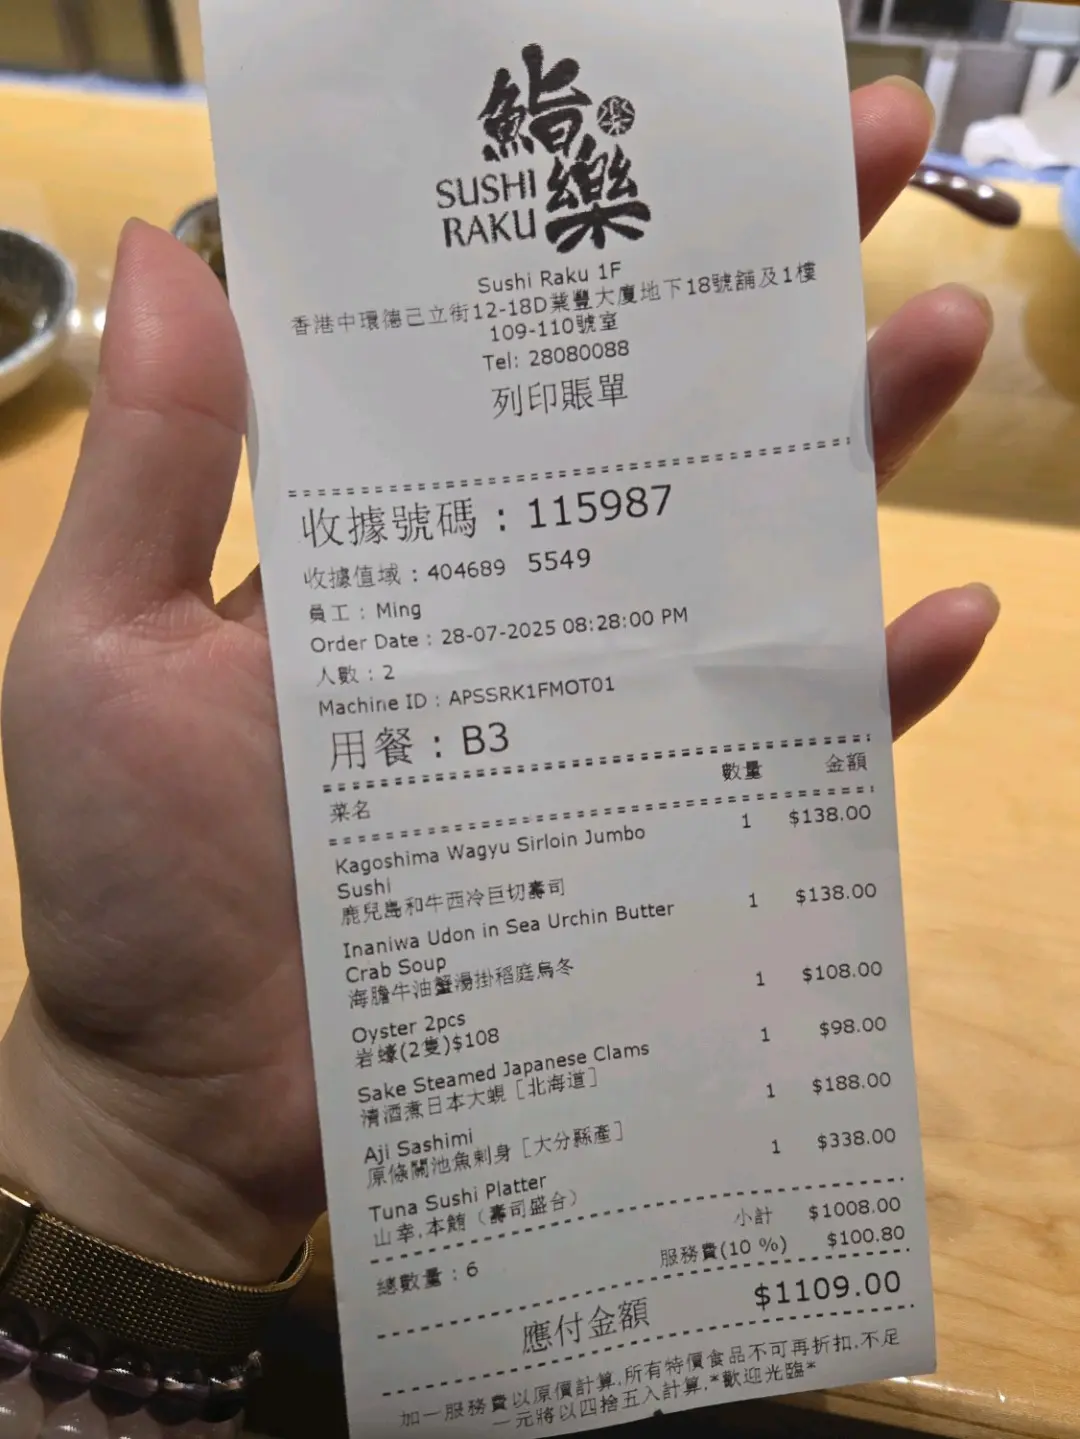 鮨樂
SUSHI
RAKU
Sushi Raku 1F
香港中環德己立街12-18D業豐大廈地下18號舖及1樓
109-110號室
Tel: 28080088
列印賬單
收據號碼：115987
收據值域：404689 5549
員工：Ming
Order Date : 28-07-2025 08:28:00 PM
人數：2
Machine ID : APSSRK1FMOT01
用餐：B3
菜名 數量 金額
Kagoshima Wagyu Sirloin Jumbo 1 $138.00
Sushi
鹿兒島和牛西冷巨切壽司
Inaniwa Udon in Sea Urchin Butter 1 $138.00
Crab Soup
海膽牛油蟹湯掛稻庭烏冬
Oyster 2pcs 1 $108.00
岩蠔(2隻)$108
Sake Steamed Japanese Clams 1 $98.00
清酒煮日本大蜆［北海道］
Aji Sashimi 1 $188.00
原條關池魚刺身［大分縣產］
Tuna Sushi Platter 1 $338.00
山幸.本鮪（壽司盛合）
小計 $1008.00
總數量：6 服務費(10 %) $100.80
應付金額 $1109.00
加一服務費以原價計算.所有特價食品不可再折扣.不足
一元將以四捨五入計算.*歡迎光臨*